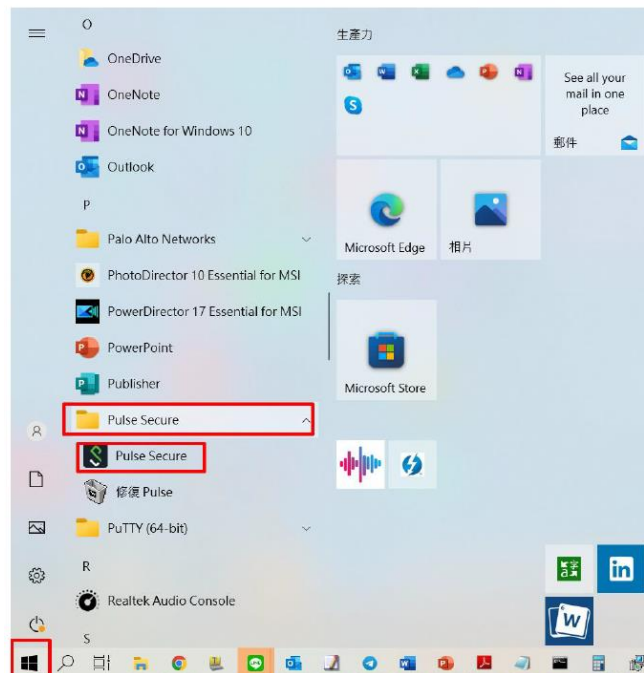 O
OneDrive
OneNote
OneNote for Windows 10
Outlook
P
Palo Alto Networks
PhotoDirector 10 Essential for MSI
PowerDirector 17 Essential for MSI
PowerPoint
Publisher
Pulse Secure
Pulse Secure
修復 Pulse
PuTTY (64-bit)
R
Realtek Audio Console
S
生產力
See all your
mail in one
place
郵件
Microsoft Edge
相片
探索
Microsoft Store